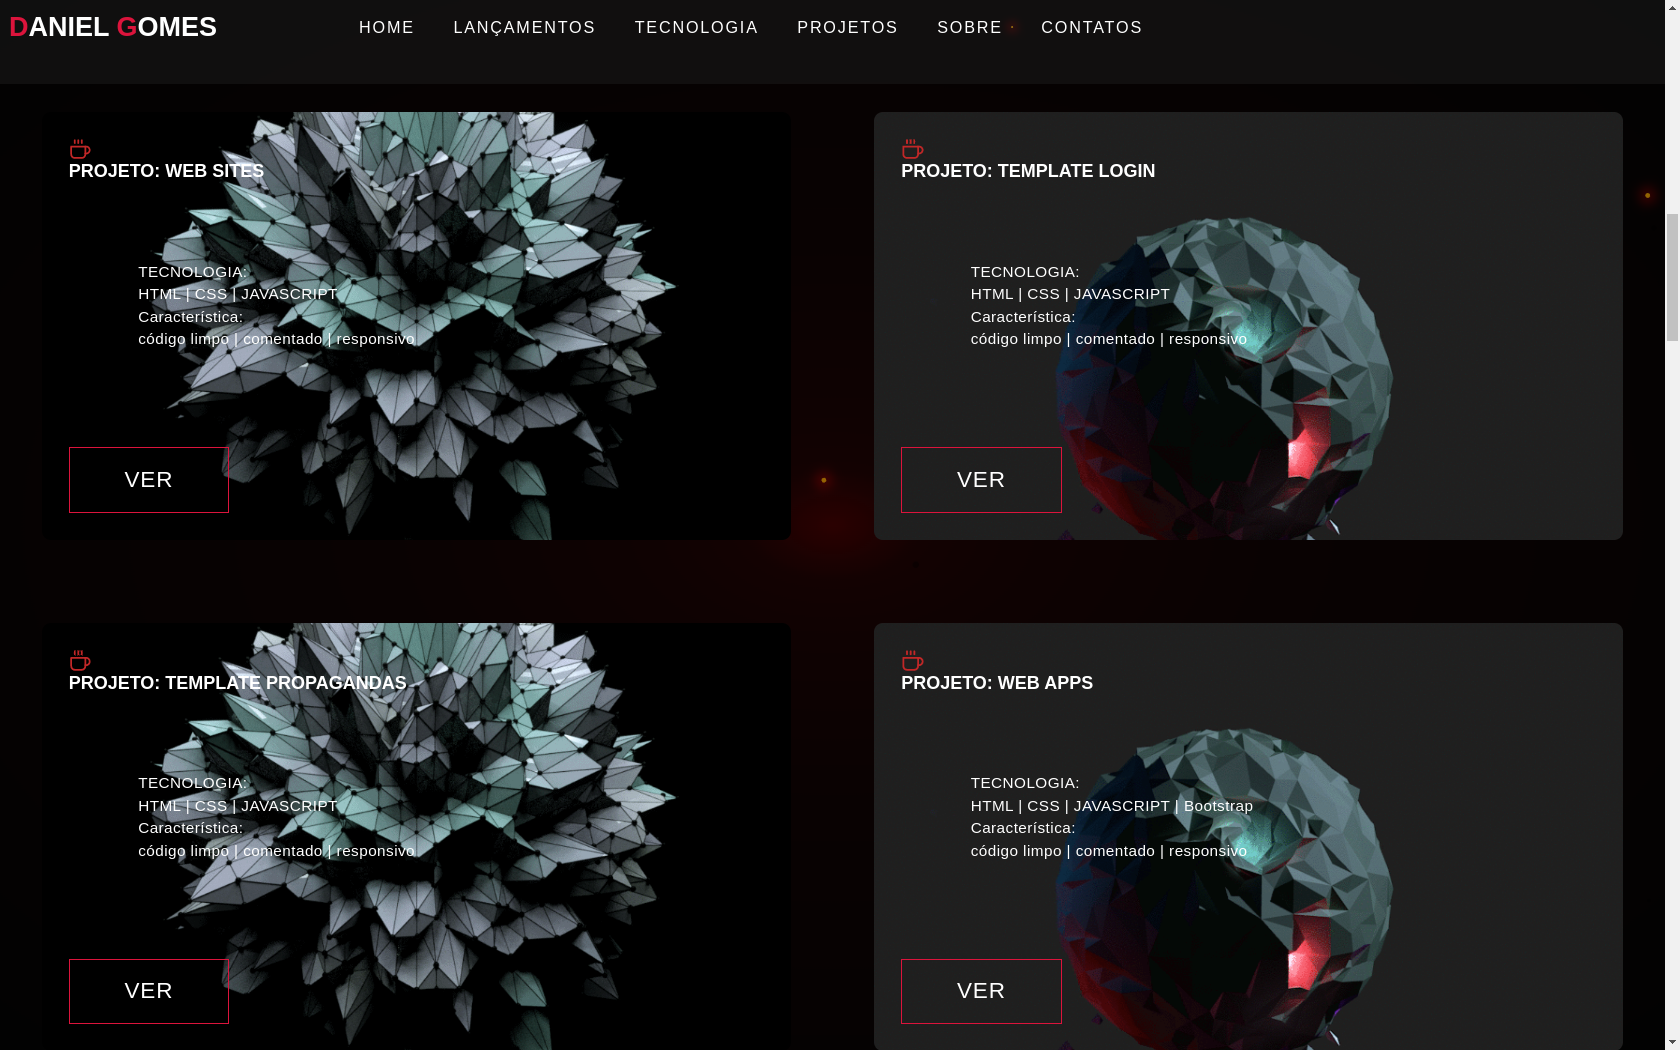 DANIEL GOMES
HOME LANÇAMENTOS TECNOLOGIA PROJETOS SOBRE CONTATOS
PROJETO: WEB SITES
TECNOLOGIA:
HTML | CSS | JAVASCRIPT
Característica:
código limpo | comentado | responsivo
VER
PROJETO: TEMPLATE LOGIN
TECNOLOGIA:
HTML | CSS | JAVASCRIPT
Característica:
código limpo | comentado | responsivo
VER
PROJETO: TEMPLATE PROPAGANDAS
TECNOLOGIA:
HTML | CSS | JAVASCRIPT
Característica:
código limpo | comentado | responsivo
VER
PROJETO: WEB APPS
TECNOLOGIA:
HTML | CSS | JAVASCRIPT | Bootstrap
Característica:
código limpo | comentado | responsivo
VER